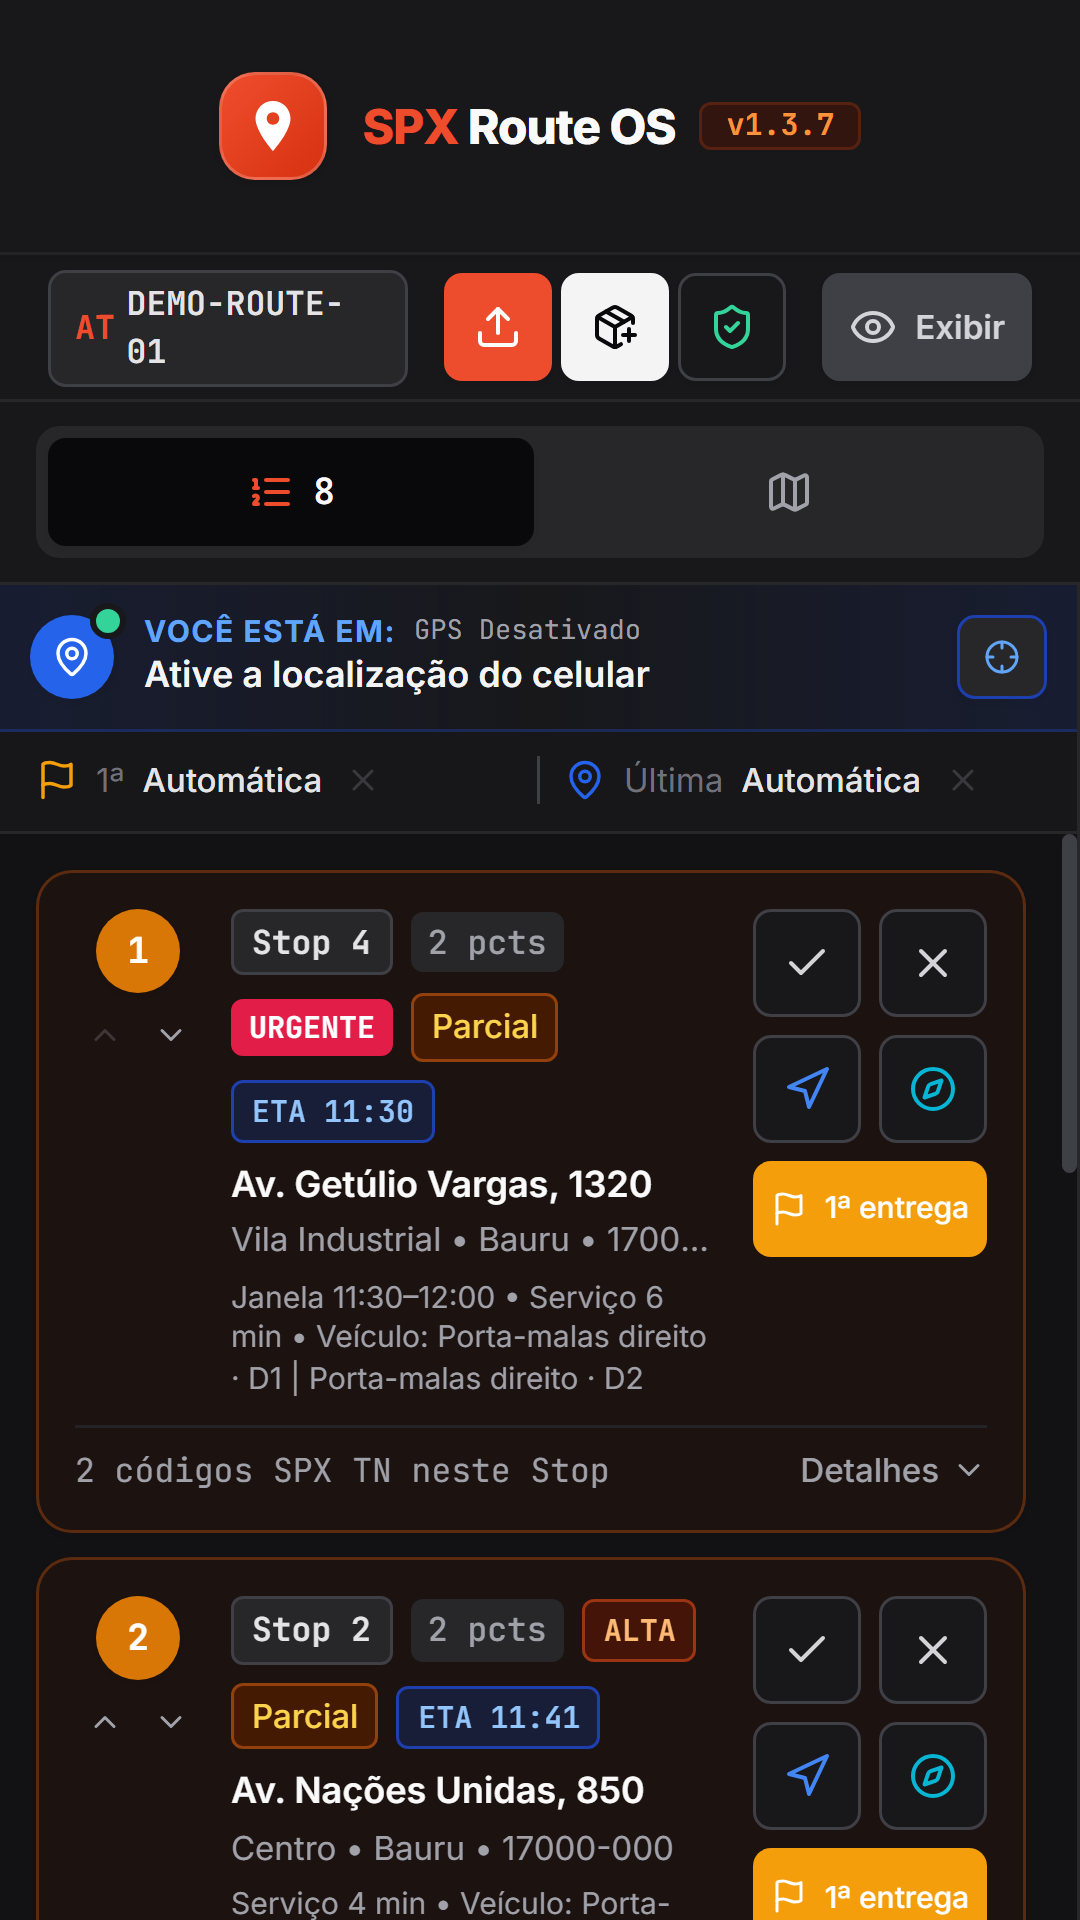 SPX Route OS v1.3.7
AT DEMO-ROUTE-
01
Exibir
8
VOCÊ ESTÁ EM: GPS Desativado
Ative a localização do celular
1ª Automática
Última Automática
1
Stop 4 2 pcts
URGENTE Parcial
ETA 11:30
Av. Getúlio Vargas, 1320
Vila Industrial • Bauru • 1700...
1ª entrega
Janela 11:30–12:00 • Serviço 6
min • Veículo: Porta-malas direito
· D1 | Porta-malas direito · D2
2 códigos SPX TN neste Stop
Detalhes
2
Stop 2 2 pcts ALTA
Parcial ETA 11:41
Av. Nações Unidas, 850
Centro • Bauru • 17000-000
Serviço 4 min • Veículo: Porta-
1ª entrega